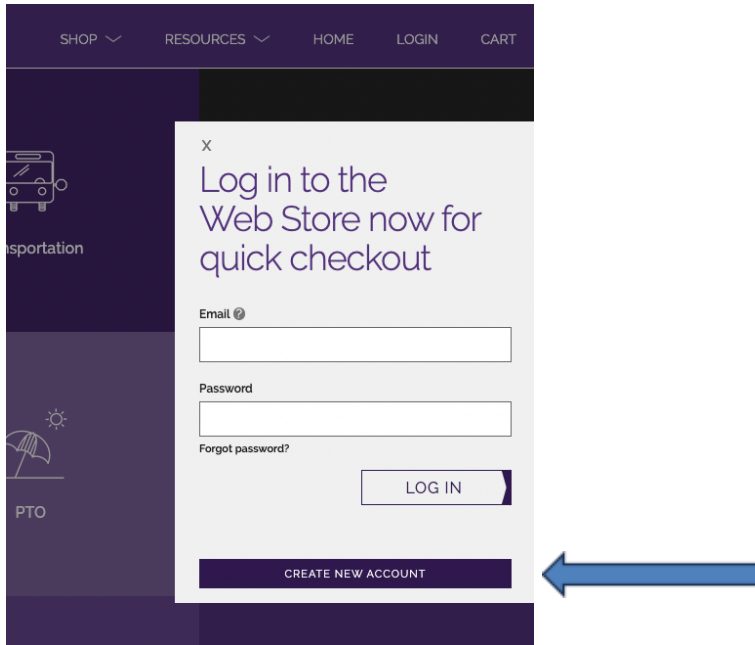 SHOP RESOURCES HOME LOGIN CART
X
Log in to the
Web Store now for
quick checkout
nsportation
Email ?
Password
Forgot password?
LOG IN
PTO
CREATE NEW ACCOUNT